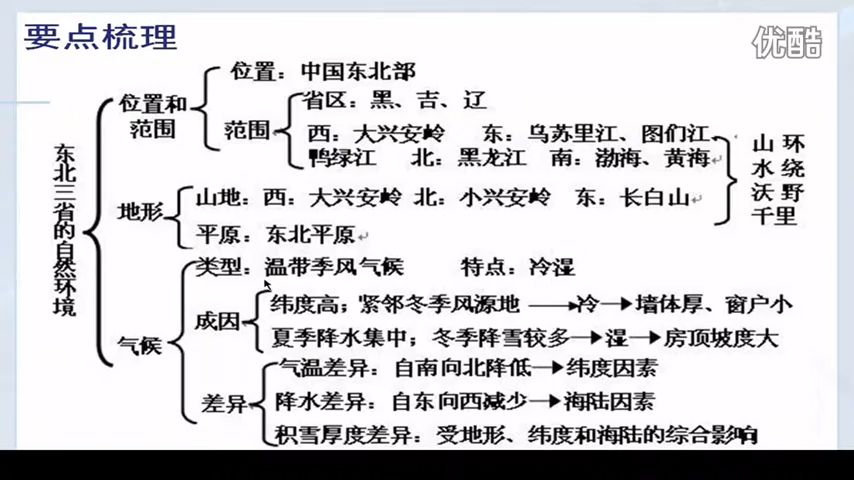 要点梳理
优酷
位置：中国东北部
位置和
范围
省区：黑、吉、辽
范围
西：大兴安岭 东：乌苏里江、图们江、
鸭绿江 北：黑龙江 南：渤海、黄海
山环
水绕
沃野
千里
东北三省的自然环境
地形
山地：西：大兴安岭 北：小兴安岭 东：长白山
平原：东北平原
气候
类型：温带季风气候 特点：冷湿
成因
纬度高；紧邻冬季风源地→冷→墙体厚、窗户小
夏季降水集中；冬季降雪较多→湿→房顶坡度大
差异
气温差异：自南向北降低→纬度因素
降水差异：自东向西减少→海陆因素
积雪厚度差异：受地形、纬度和海陆的综合影响